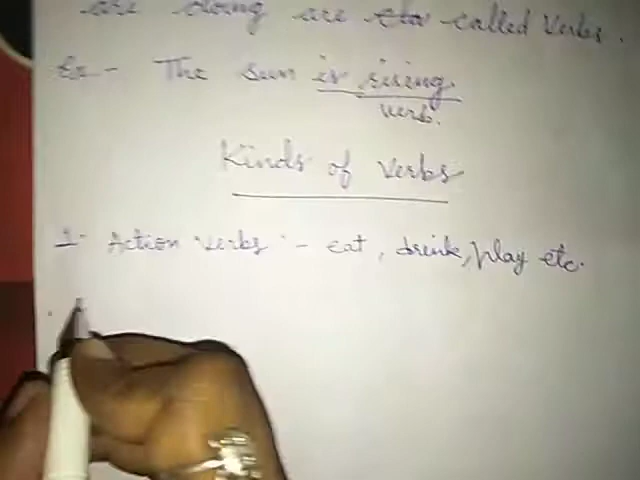 are doing are called Verbs.
Ex - The sun is rising.
verb.
Kinds of Verbs
1- Action verbs :- eat, drink, play etc.